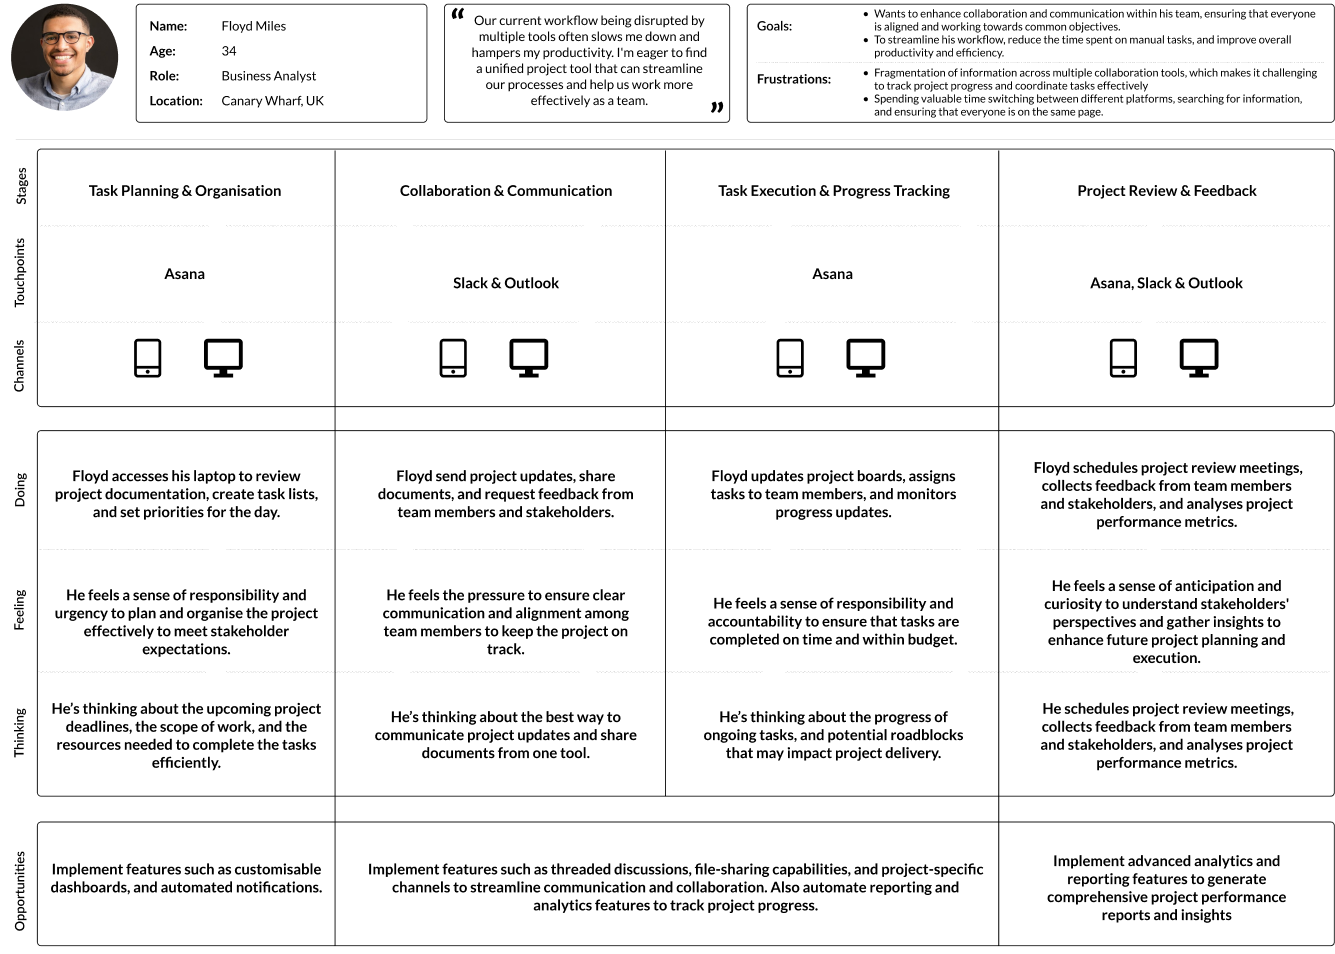 Name: Floyd Miles
Age: 34
Role: Business Analyst
Location: Canary Wharf, UK
“
Our current workflow being disrupted by
multiple tools often slows me down and
hampers my productivity. I'm eager to find
a unified project tool that can streamline
our processes and help us work more
effectively as a team.
”
Goals:
• Wants to enhance collaboration and communication within his team, ensuring that everyone
is aligned and working towards common objectives.
• To streamline his workflow, reduce the time spent on manual tasks, and improve overall
productivity and efficiency.
Frustrations:
• Fragmentation of information across multiple collaboration tools, which makes it challenging
to track project progress and coordinate tasks effectively
• Spending valuable time switching between different platforms, searching for information,
and ensuring that everyone is on the same page.
Stages
Task Planning & Organisation
Collaboration & Communication
Task Execution & Progress Tracking
Project Review & Feedback
Touchpoints
Asana
Slack & Outlook
Asana
Asana, Slack & Outlook
Channels
Doing
Floyd accesses his laptop to review
project documentation, create task lists,
and set priorities for the day.
Floyd send project updates, share
documents, and request feedback from
team members and stakeholders.
Floyd updates project boards, assigns
tasks to team members, and monitors
progress updates.
Floyd schedules project review meetings,
collects feedback from team members
and stakeholders, and analyses project
performance metrics.
Feeling
He feels a sense of responsibility and
urgency to plan and organise the project
effectively to meet stakeholder
expectations.
He feels the pressure to ensure clear
communication and alignment among
team members to keep the project on
track.
He feels a sense of responsibility and
accountability to ensure that tasks are
completed on time and within budget.
He feels a sense of anticipation and
curiosity to understand stakeholders'
perspectives and gather insights to
enhance future project planning and
execution.
Thinking
He’s thinking about the upcoming project
deadlines, the scope of work, and the
resources needed to complete the tasks
efficiently.
He’s thinking about the best way to
communicate project updates and share
documents from one tool.
He’s thinking about the progress of
ongoing tasks, and potential roadblocks
that may impact project delivery.
He schedules project review meetings,
collects feedback from team members
and stakeholders, and analyses project
performance metrics.
Opportunities
Implement features such as customisable
dashboards, and automated notifications.
Implement features such as threaded discussions, file-sharing capabilities, and project-specific
channels to streamline communication and collaboration. Also automate reporting and
analytics features to track project progress.
Implement advanced analytics and
reporting features to generate
comprehensive project performance
reports and insights